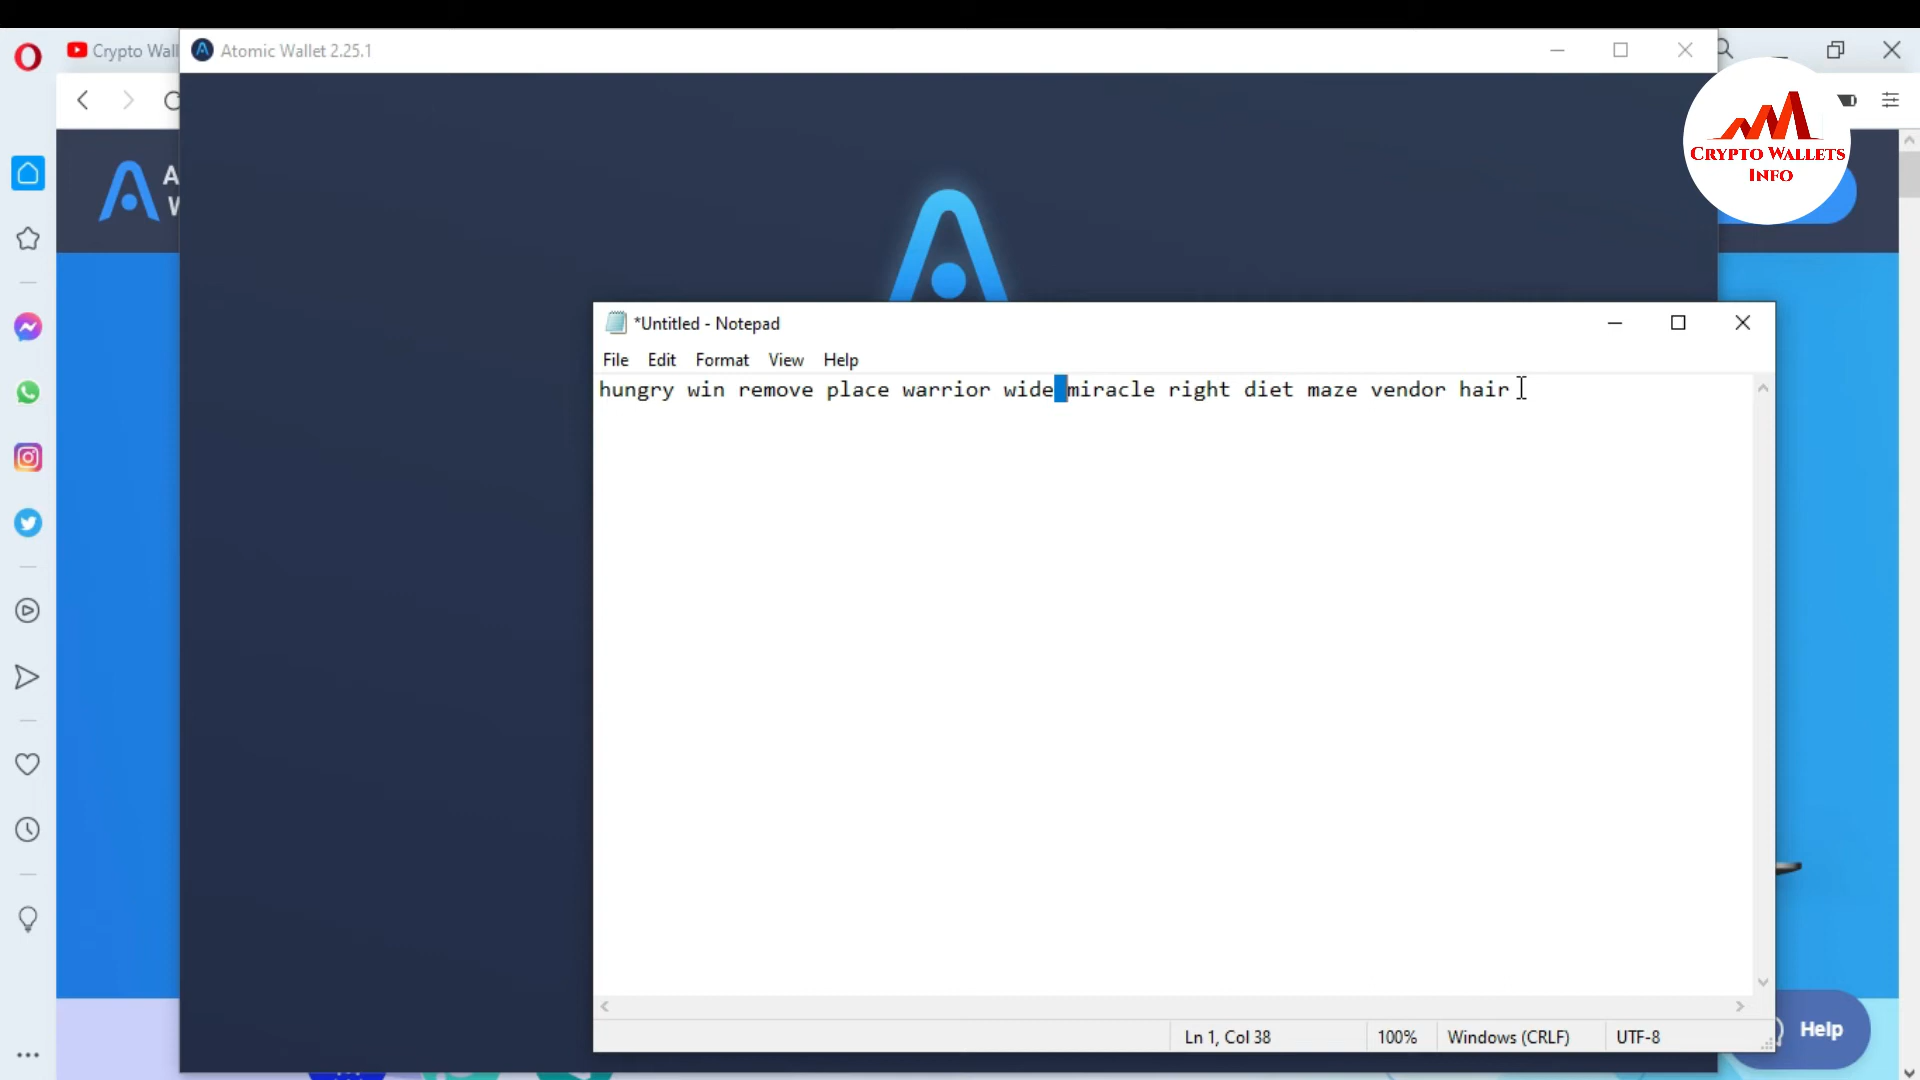 Crypto Wall
Atomic Wallet 2.25.1
A
W
CRYPTO WALLETS
INFO
*Untitled - Notepad
File Edit Format View Help
hungry win remove place warrior wide miracle right diet maze vendor hair
Ln 1, Col 38 100% Windows (CRLF) UTF-8
Help